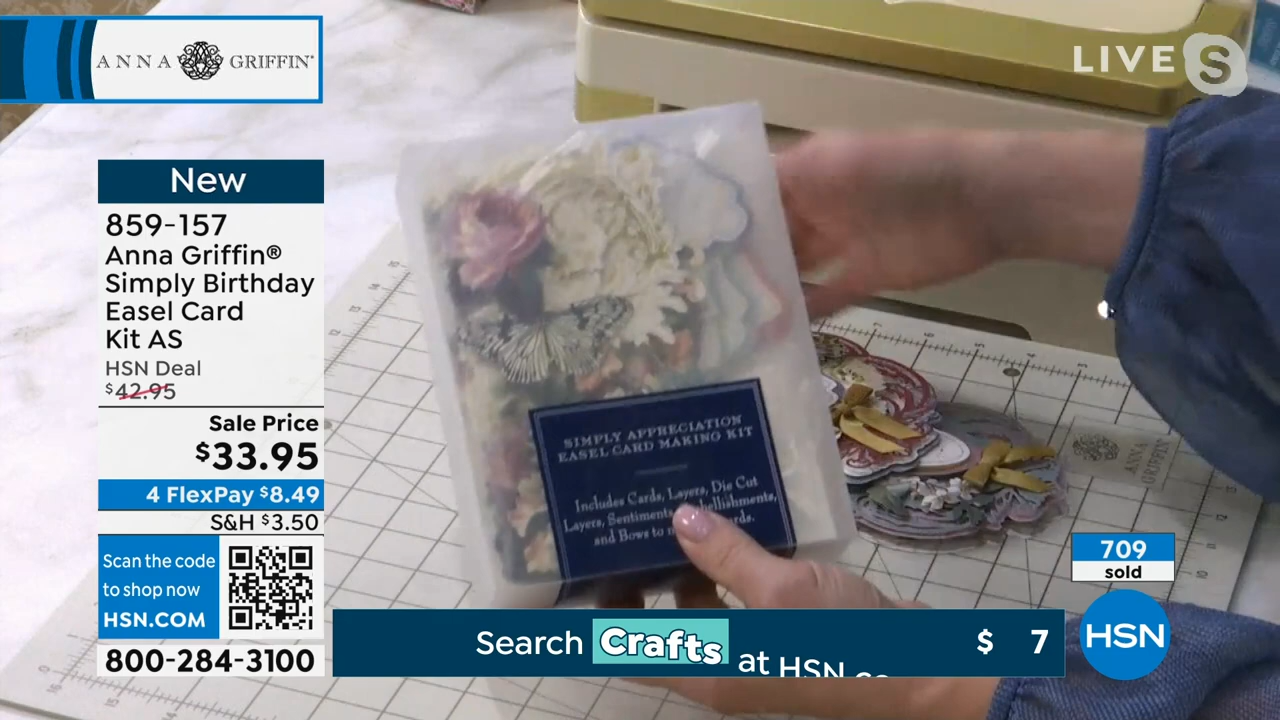 ANNA GRIFFIN
LIVE S
New
859-157
Anna Griffin®
Simply Birthday
Easel Card
Kit AS
HSN Deal
$42.95
Sale Price
$33.95
4 FlexPay $8.49
S&H $3.50
Scan the code
to shop now
HSN.COM
800-284-3100
SIMPLY APPRECIATION
EASEL CARD MAKING KIT
Includes Cards, Layers, Die Cut
Layers, Sentiments, Embellishments,
and Bows to
ANNA
GRIFFIN
709
sold
Search Crafts at HSN
$ 7
HSN